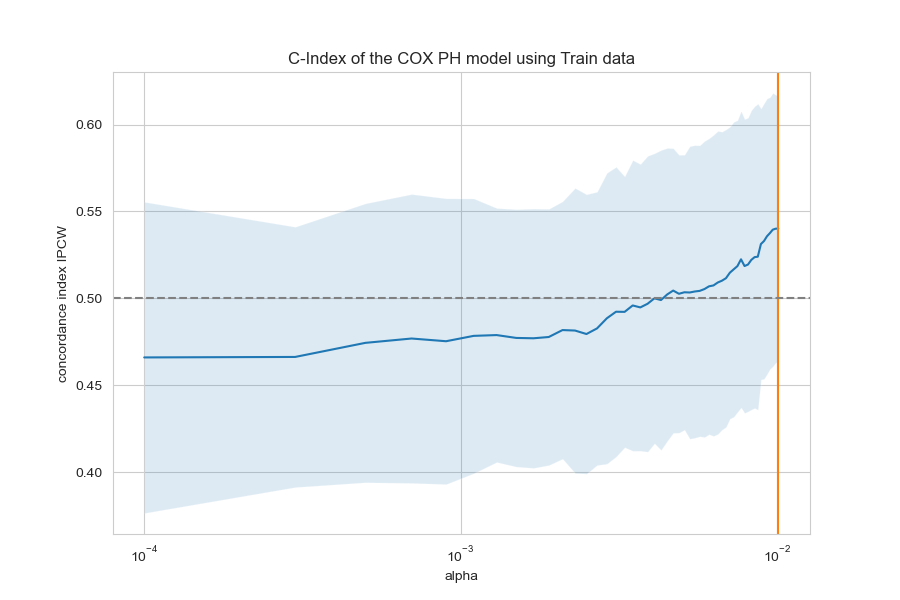 C-Index of the COX PH model using Train data
concordance index IPCW
0.60
0.55
0.50
0.45
0.40
10⁻⁴
10⁻³
10⁻²
alpha